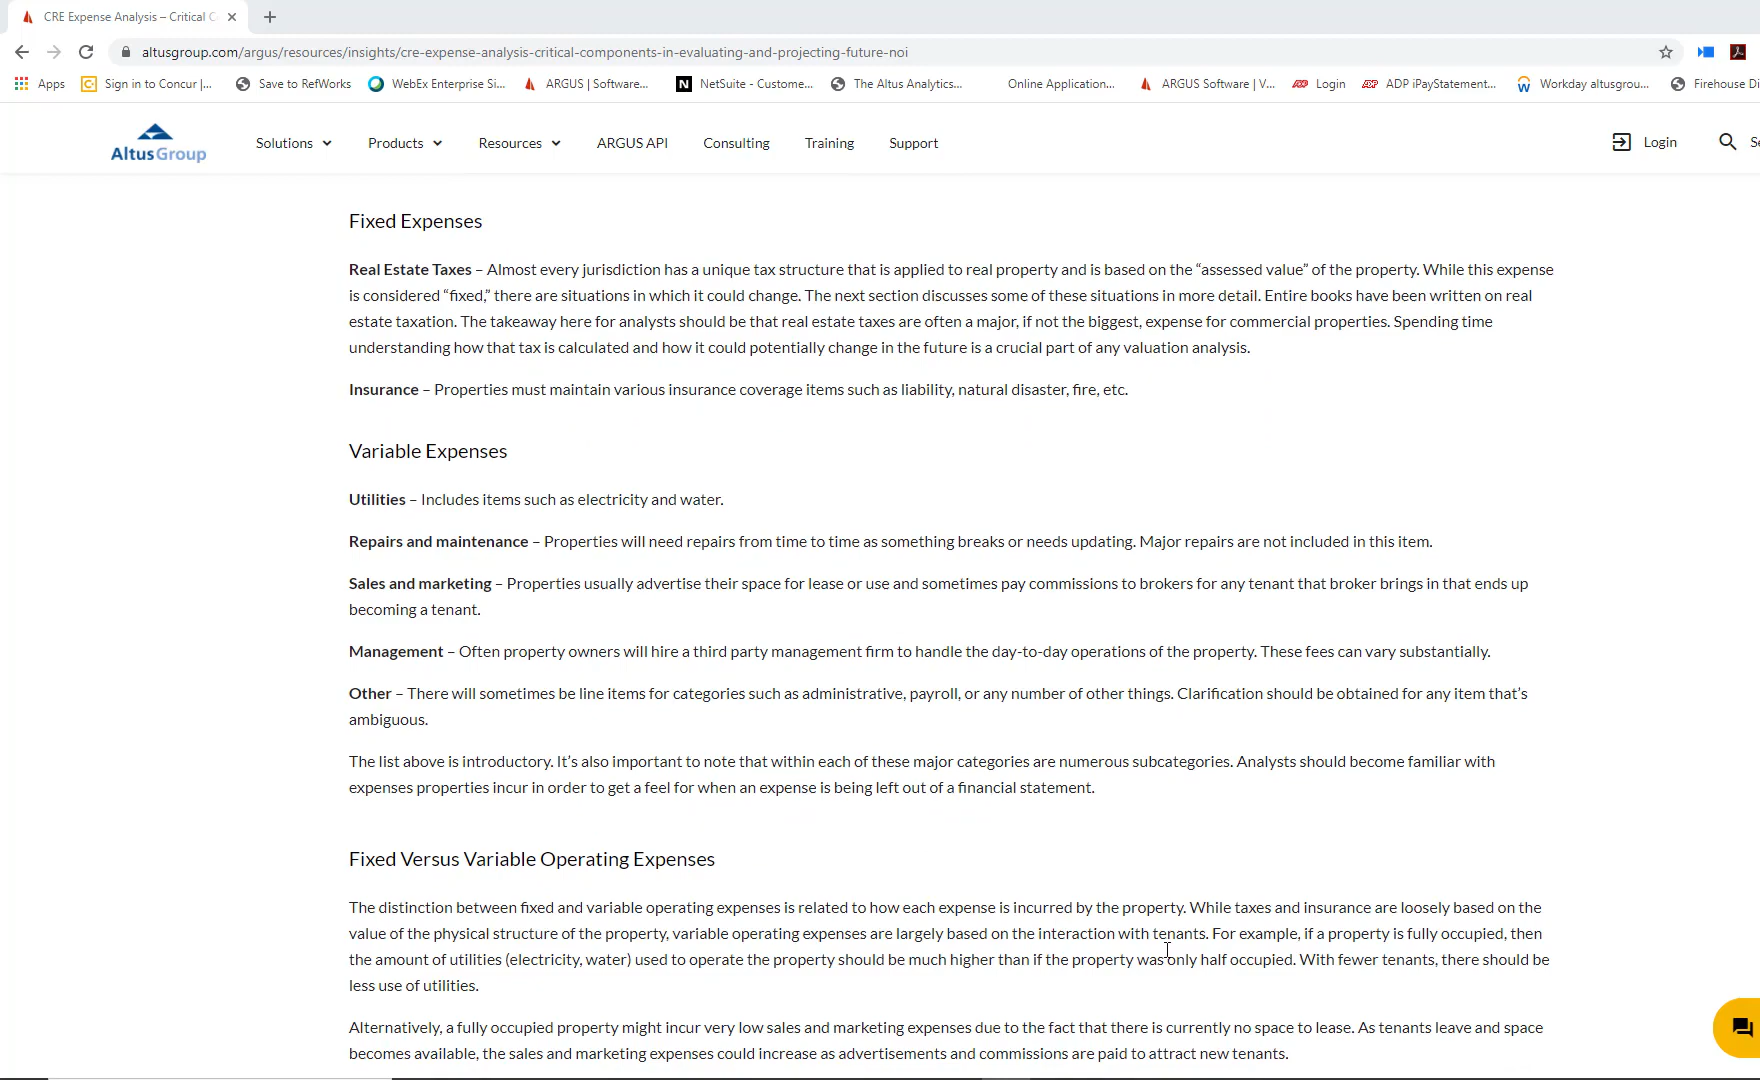 CRE Expense Analysis – Critical C
altusgroup.com/argus/resources/insights/cre-expense-analysis-critical-components-in-evaluating-and-projecting-future-noi
Apps Sign in to Concur |... Save to RefWorks WebEx Enterprise Si... ARGUS | Software... NetSuite - Custome... The Altus Analytics... Online Application... ARGUS Software | V... Login ADP iPayStatement... Workday altusgrou... Firehouse Di
AltusGroup Solutions Products Resources ARGUS API Consulting Training Support Login Se
Fixed Expenses
Real Estate Taxes – Almost every jurisdiction has a unique tax structure that is applied to real property and is based on the “assessed value” of the property. While this expense
is considered “fixed,” there are situations in which it could change. The next section discusses some of these situations in more detail. Entire books have been written on real
estate taxation. The takeaway here for analysts should be that real estate taxes are often a major, if not the biggest, expense for commercial properties. Spending time
understanding how that tax is calculated and how it could potentially change in the future is a crucial part of any valuation analysis.
Insurance – Properties must maintain various insurance coverage items such as liability, natural disaster, fire, etc.
Variable Expenses
Utilities – Includes items such as electricity and water.
Repairs and maintenance – Properties will need repairs from time to time as something breaks or needs updating. Major repairs are not included in this item.
Sales and marketing – Properties usually advertise their space for lease or use and sometimes pay commissions to brokers for any tenant that broker brings in that ends up
becoming a tenant.
Management – Often property owners will hire a third party management firm to handle the day-to-day operations of the property. These fees can vary substantially.
Other – There will sometimes be line items for categories such as administrative, payroll, or any number of other things. Clarification should be obtained for any item that’s
ambiguous.
The list above is introductory. It’s also important to note that within each of these major categories are numerous subcategories. Analysts should become familiar with
expenses properties incur in order to get a feel for when an expense is being left out of a financial statement.
Fixed Versus Variable Operating Expenses
The distinction between fixed and variable operating expenses is related to how each expense is incurred by the property. While taxes and insurance are loosely based on the
value of the physical structure of the property, variable operating expenses are largely based on the interaction with tenants. For example, if a property is fully occupied, then
the amount of utilities (electricity, water) used to operate the property should be much higher than if the property was only half occupied. With fewer tenants, there should be
less use of utilities.
Alternatively, a fully occupied property might incur very low sales and marketing expenses due to the fact that there is currently no space to lease. As tenants leave and space
becomes available, the sales and marketing expenses could increase as advertisements and commissions are paid to attract new tenants.